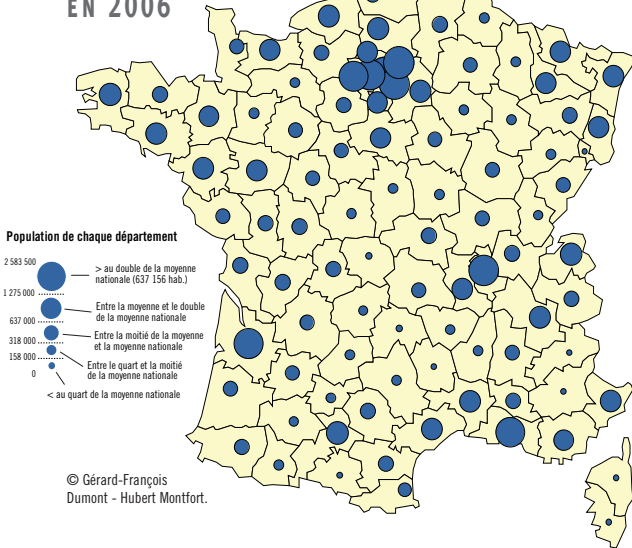 EN 2006
Population de chaque département
2 583 500
> au double de la moyenne
nationale (637 156 hab.)
1 275 000
Entre la moyenne et le double
de la moyenne nationale
637 000
Entre la moitié de la moyenne
et la moyenne nationale
318 000
158 000
Entre le quart et la moitié
de la moyenne nationale
0
< au quart de la moyenne nationale
© Gérard-François
Dumont - Hubert Montfort.